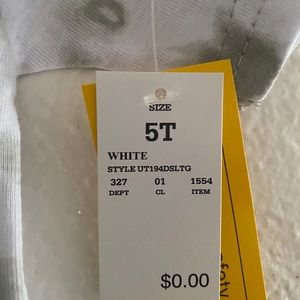 SIZE
5T
WHITE
STYLE UT194DSLTG
327 01 1554
DEPT CL ITEM
$0.00